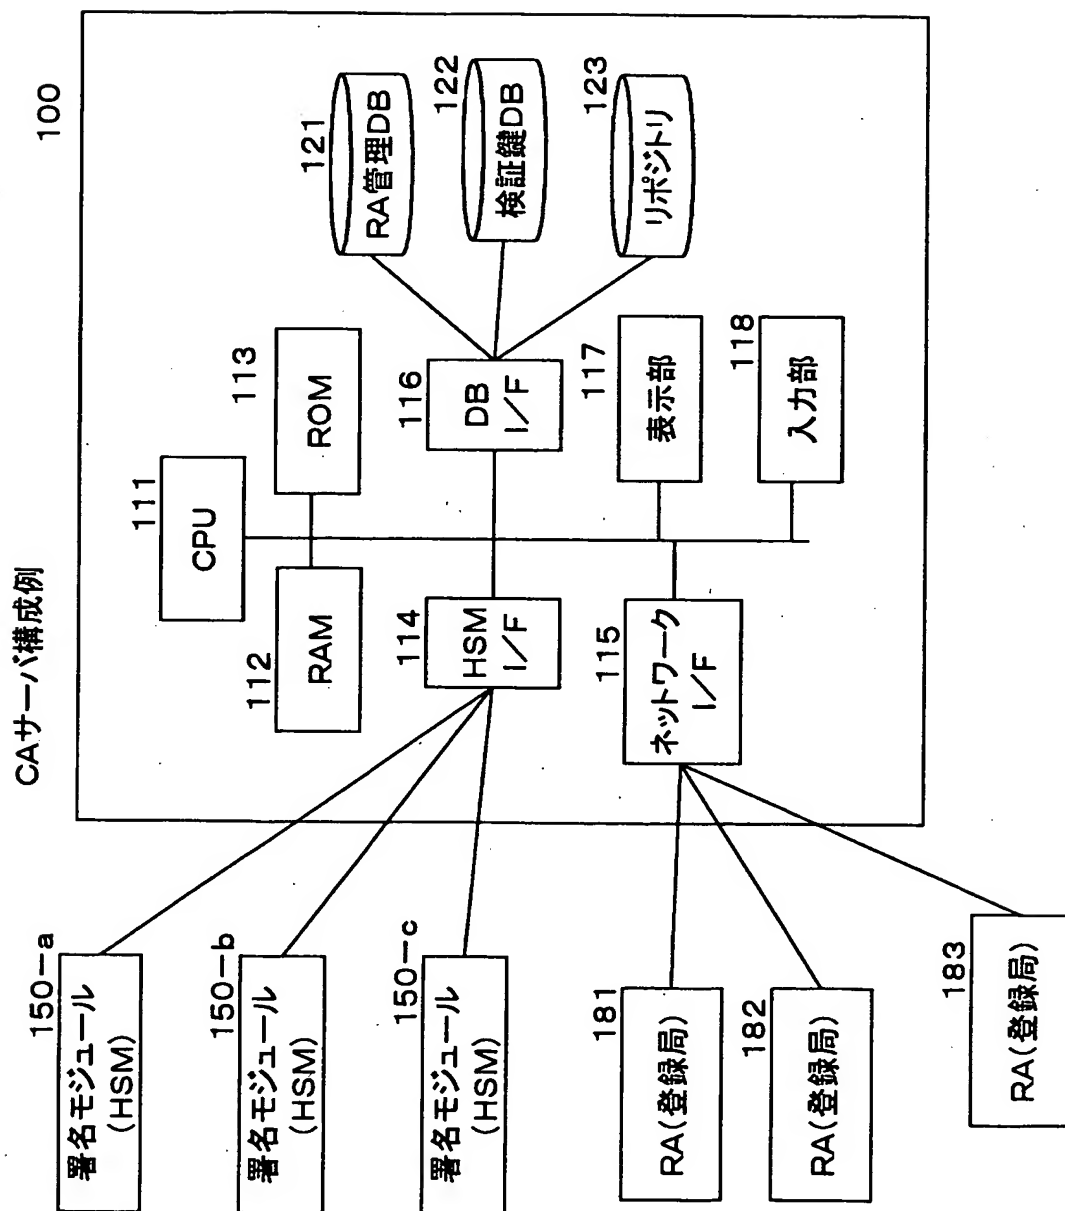 CAサーバ構成例
100
111
CPU
112
RAM
113
ROM
114
HSM
I/F
116
DB
I/F
121
RA管理DB
122
検証鍵DB
123
リポジトリ
115
ネットワーク
I/F
117
表示部
118
入力部
150-a
署名モジュール
(HSM)
150-b
署名モジュール
(HSM)
150-c
署名モジュール
(HSM)
181
RA(登録局)
182
RA(登録局)
183
RA(登録局)